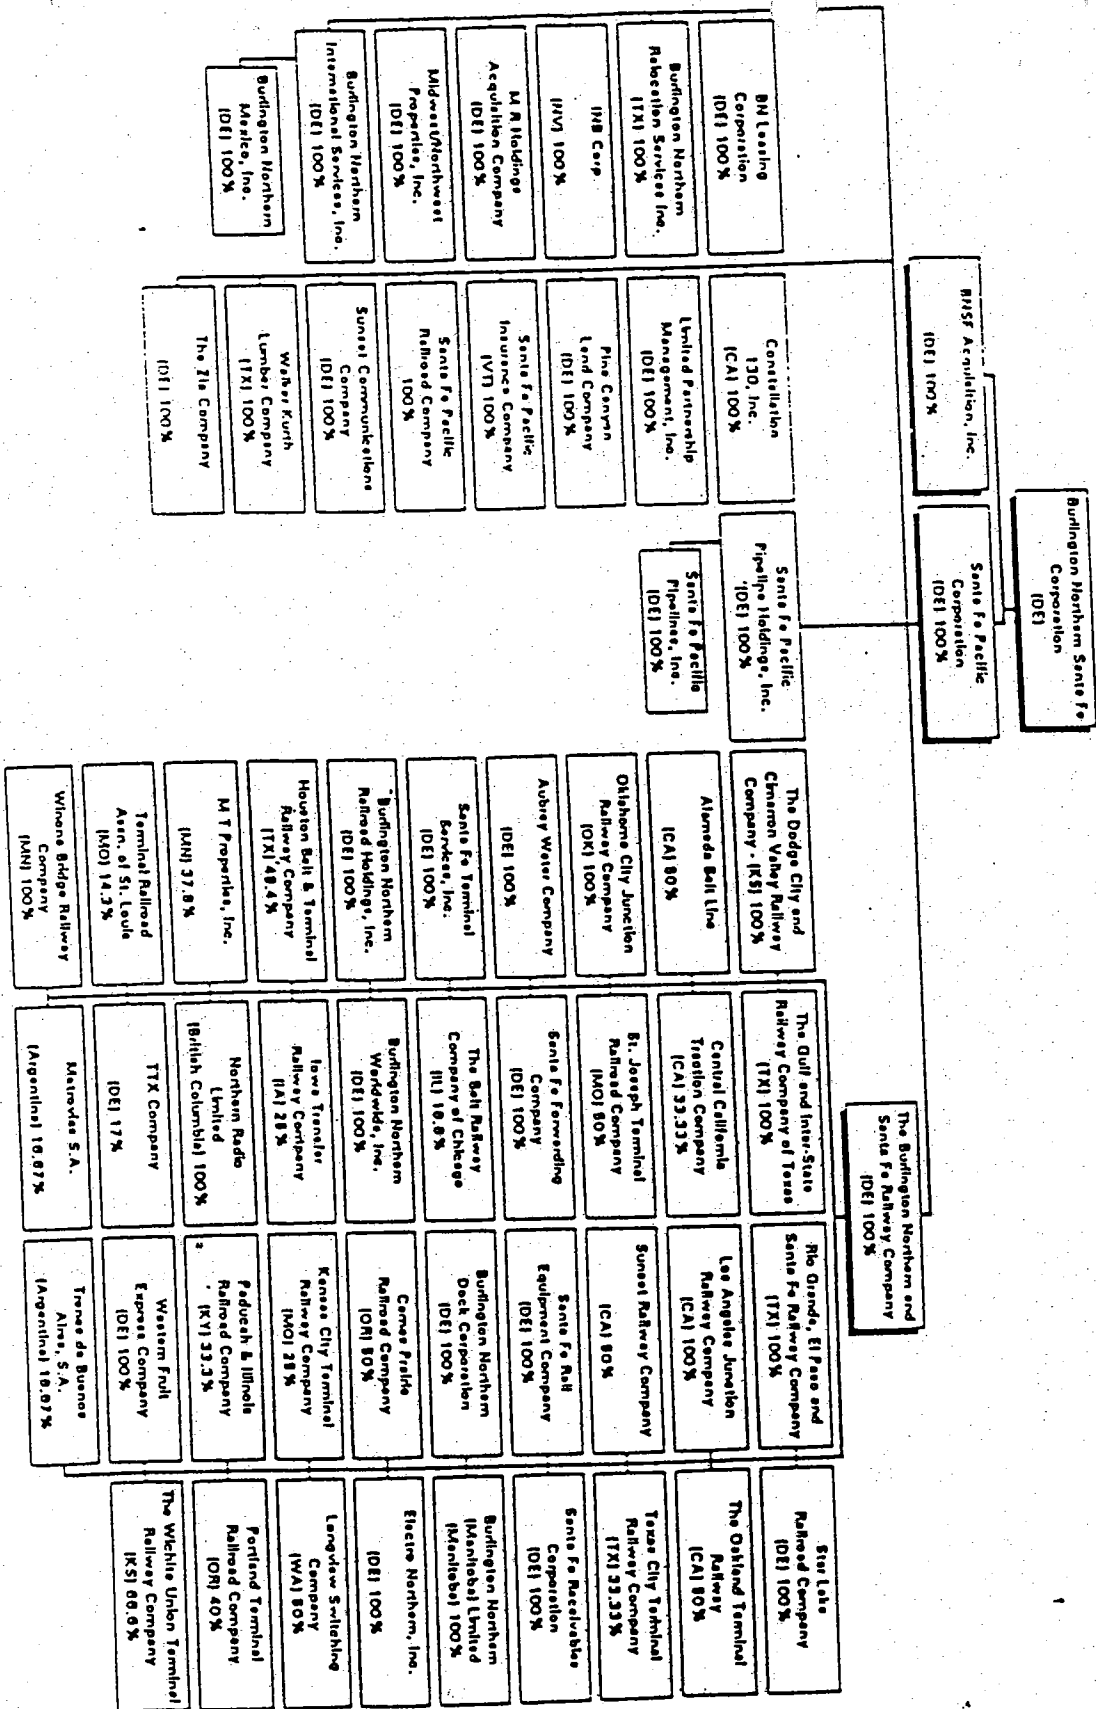 Burlington Northern Santa Fe
Corporation
(DE)
BNSF Acquisition, Inc.
(DE) 100%
Santa Fe Pacific
Corporation
(DE) 100%
The Burlington Northern and
Santa Fe Railway Company
(DE) 100%
BN Leasing
Corporation
(DE) 100%
Burlington Northern
Relocation Services Inc.
(TX) 100%
INB Corp
(NV) 100%
M R Holdings
Acquisition Company
(DE) 100%
Midwest/Northwest
Properties, Inc.
(DE) 100%
Burlington Northern
International Services, Inc.
(DE) 100%
Burlington Northern
Mexico, Inc.
(DE) 100%
Constellation
130, Inc.
(CA) 100%
Limited Partnership
Management, Inc.
(DE) 100%
Pine Canyon
Land Company
(DE) 100%
Santa Fe Pacific
Insurance Company
(VT) 100%
Santa Fe Pacific
Railroad Company
100%
Sunset Communications
Company
(DE) 100%
Walker Kurth
Lumber Company
(TX) 100%
The Zia Company
(DE) 100%
Santa Fe Pacific
Pipeline Holdings, Inc.
(DE) 100%
Santa Fe Pacific
Pipelines, Inc.
(DE) 100%
The Dodge City and
Cimarron Valley Railway
Company - (KS) 100%
Alameda Belt Line
(CA) 50%
Oklahoma City Junction
Railway Company
(OK) 100%
Aubrey Water Company
(DE) 100%
Santa Fe Terminal
Services, Inc.
(DE) 100%
Burlington Northern
Railroad Holdings, Inc.
(DE) 100%
Houston Belt & Terminal
Railway Company
(TX) 49.4%
M T Properties, Inc.
(MN) 37.8%
Terminal Railroad
Assn. of St. Louis
(MO) 14.3%
Winona Bridge Railway
Company
(MN) 100%
The Gulf and Inter-State
Railway Company of Texas
(TX) 100%
Central California
Traction Company
(CA) 33.33%
St. Joseph Terminal
Railroad Company
(MO) 50%
Santa Fe Forwarding
Company
(DE) 100%
The Belt Railway
Company of Chicago
(IL) 16.6%
Burlington Northern
Worldwide, Inc.
(DE) 100%
Iowa Transfer
Railway Company
(IA) 25%
Northern Radio
Limited
(British Columbia) 100%
TTX Company
(DE) 17%
Metrovias S.A.
(Argentina) 16.67%
Rio Grande, El Paso and
Santa Fe Railway Company
(TX) 100%
Los Angeles Junction
Railway Company
(CA) 100%
Sunset Railway Company
(CA) 50%
Santa Fe Rail
Equipment Company
(DE) 100%
Burlington Northern
Dock Corporation
(DE) 100%
Camas Prairie
Railroad Company
(OR) 50%
Kansas City Terminal
Railway Company
(MO) 25%
Paducah & Illinois
Railroad Company
(KY) 33.3%
Western Fruit
Express Company
(DE) 100%
Trenes de Buenos
Aires, S.A.
(Argentina) 16.67%
Star Lake
Railroad Company
(DE) 100%
The Oakland Terminal
Railway
(CA) 50%
Texas City Terminal
Railway Company
(TX) 33.33%
Santa Fe Receivables
Corporation
(DE) 100%
Burlington Northern
(Manitoba) Limited
(Manitoba) 100%
Electro Northern, Inc.
(DE) 100%
Longview Switching
Company
(WA) 50%
Portland Terminal
Railroad Company
(OR) 40%
The Wichita Union Terminal
Railway Company
(KS) 66.6%